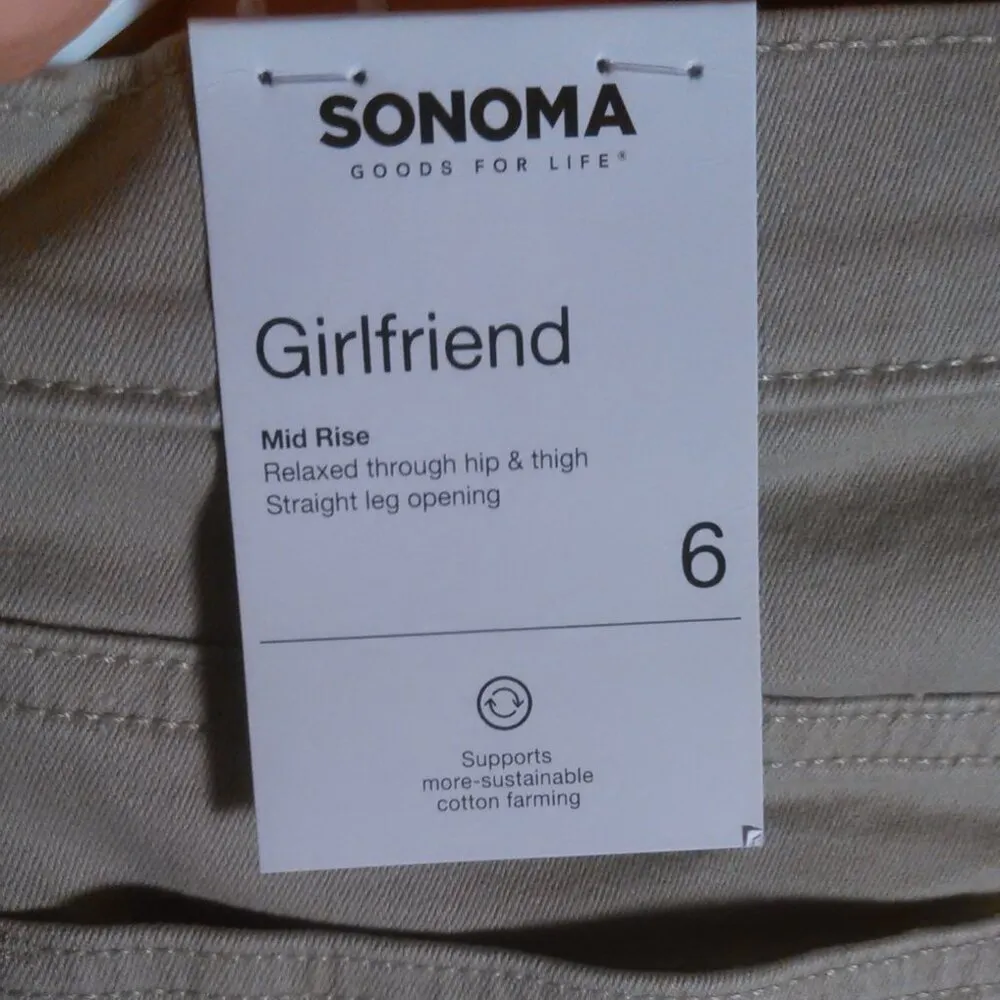 SONOMA
GOODS FOR LIFE®
Girlfriend
Mid Rise
Relaxed through hip & thigh
Straight leg opening
6
Supports
more-sustainable
cotton farming